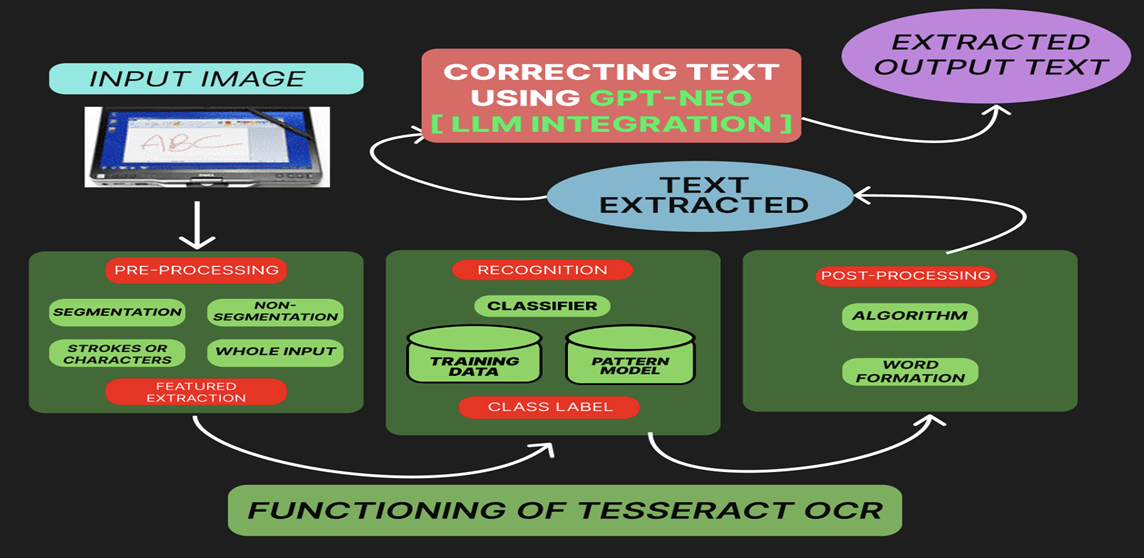 INPUT IMAGE
ABC
DELL
PRE-PROCESSING
SEGMENTATION
NON-
SEGMENTATION
STROKES OR
CHARACTERS
WHOLE INPUT
FEATURED
EXTRACTION
RECOGNITION
CLASSIFIER
TRAINING
DATA
PATTERN
MODEL
CLASS LABEL
POST-PROCESSING
ALGORITHM
WORD
FORMATION
TEXT
EXTRACTED
CORRECTING TEXT
USING GPT-NEO
[ LLM INTEGRATION ]
EXTRACTED
OUTPUT TEXT
FUNCTIONING OF TESSERACT OCR